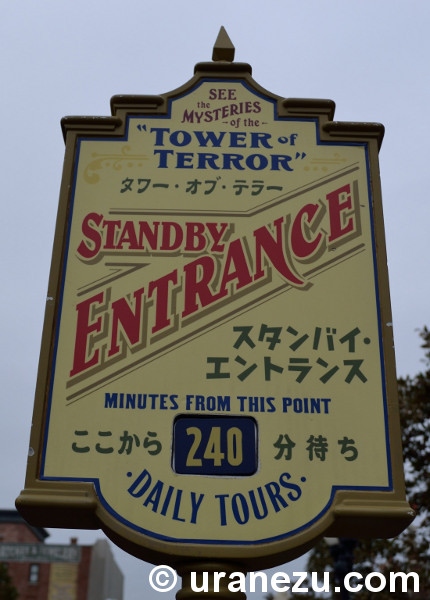 SEE
the MYSTERIES
-of the-
"TOWER of
TERROR"
タワー・オブ・テラー
STANDBY
ENTRANCE
スタンバイ・
エントランス
MINUTES FROM THIS POINT
ここから 240 分待ち
·DAILY TOURS·
© uranezu.com